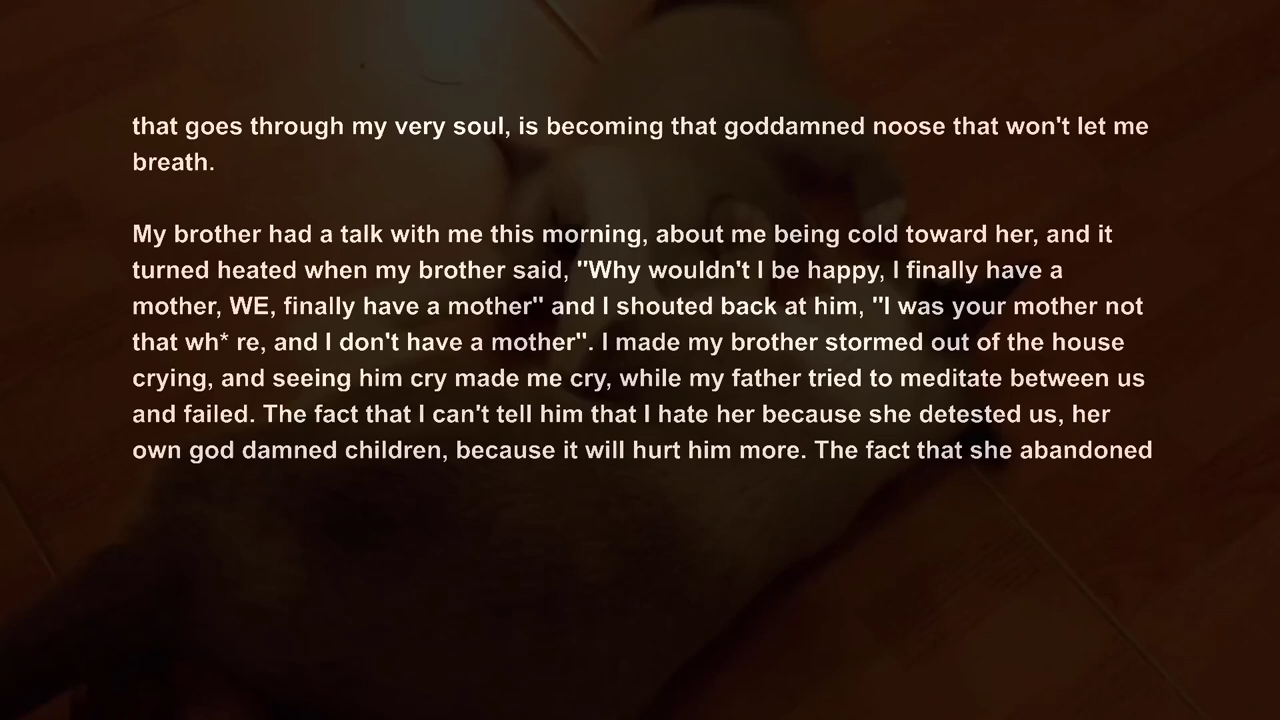 that goes through my very soul, is becoming that goddamned noose that won't let me
breath.
My brother had a talk with me this morning, about me being cold toward her, and it
turned heated when my brother said, "Why wouldn't I be happy, I finally have a
mother, WE, finally have a mother" and I shouted back at him, "I was your mother not
that wh* re, and I don't have a mother". I made my brother stormed out of the house
crying, and seeing him cry made me cry, while my father tried to meditate between us
and failed. The fact that I can't tell him that I hate her because she detested us, her
own god damned children, because it will hurt him more. The fact that she abandoned